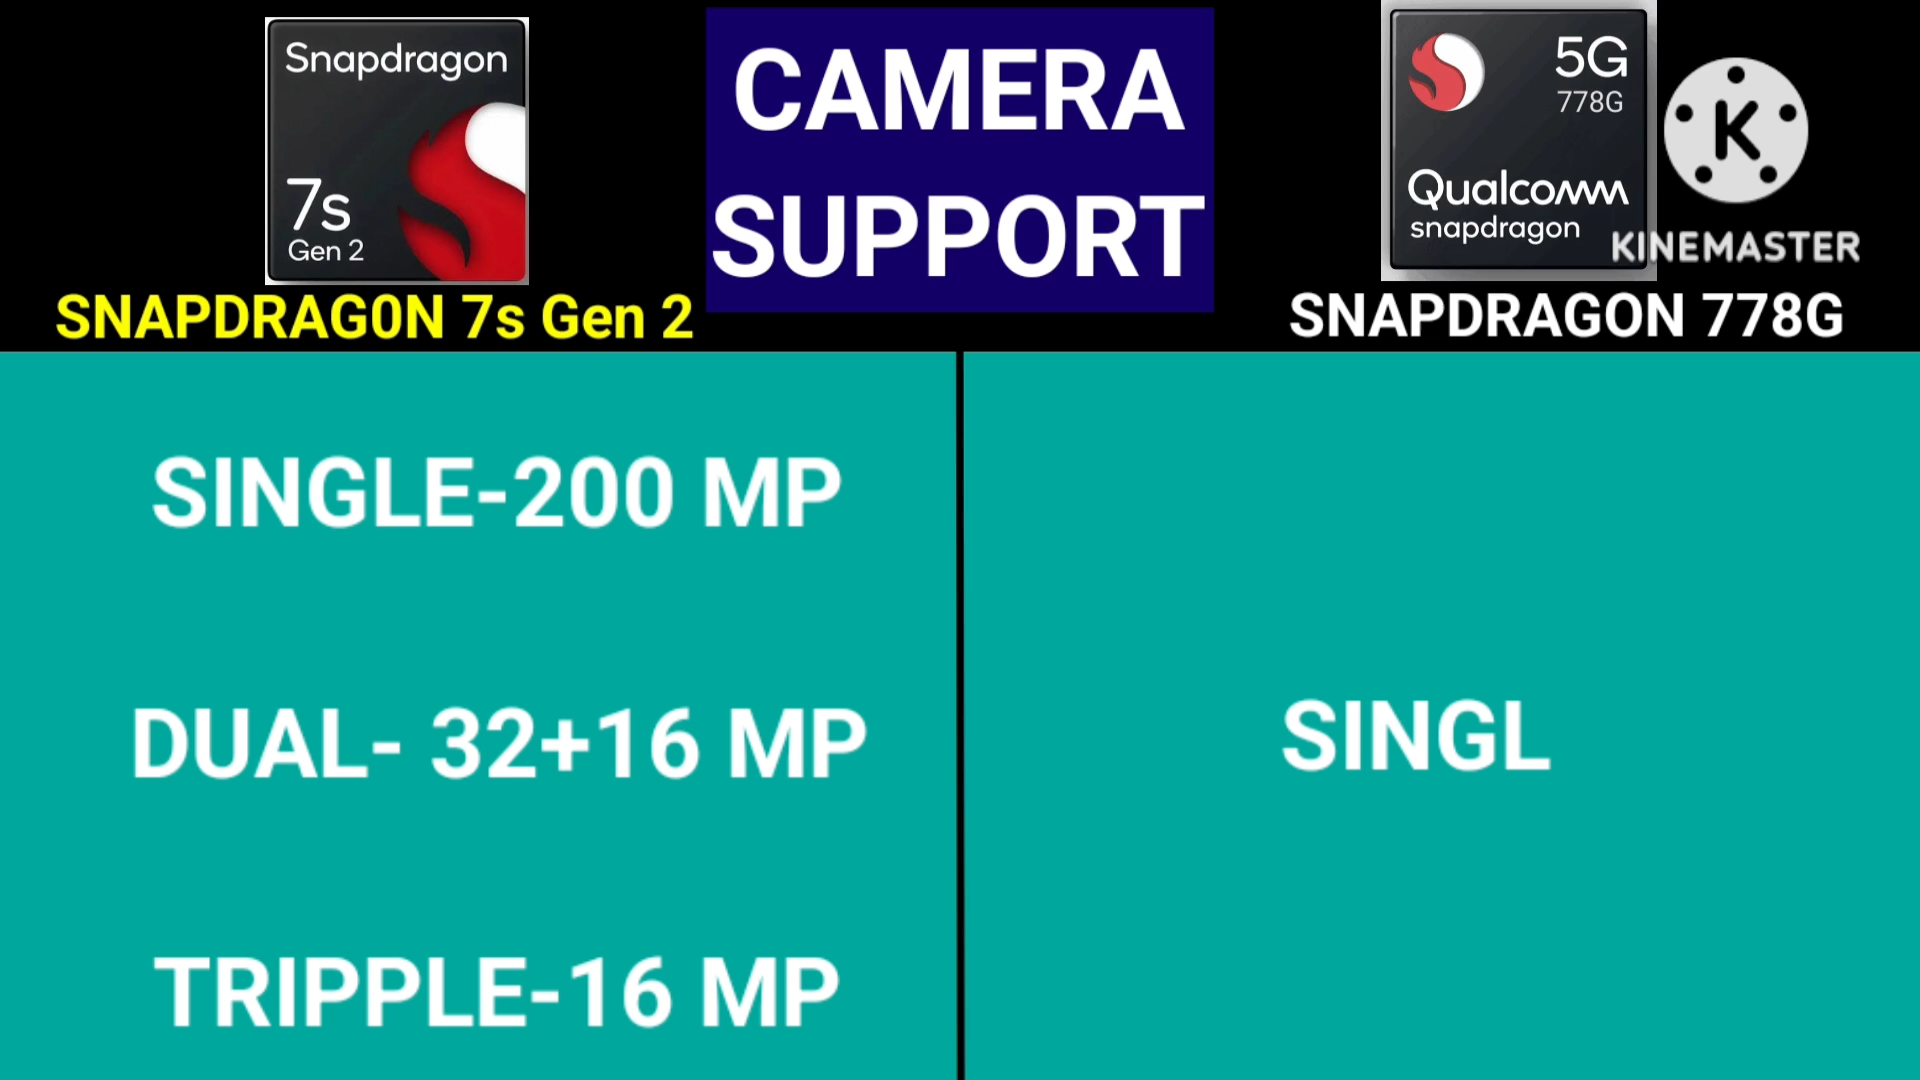 Snapdragon
7s
Gen 2
SNAPDRAG0N 7s Gen 2
CAMERA
SUPPORT
5G
778G
Qualcomm
snapdragon
K
KINEMASTER
SNAPDRAGON 778G
SINGLE-200 MP
DUAL- 32+16 MP
TRIPPLE-16 MP
SINGL